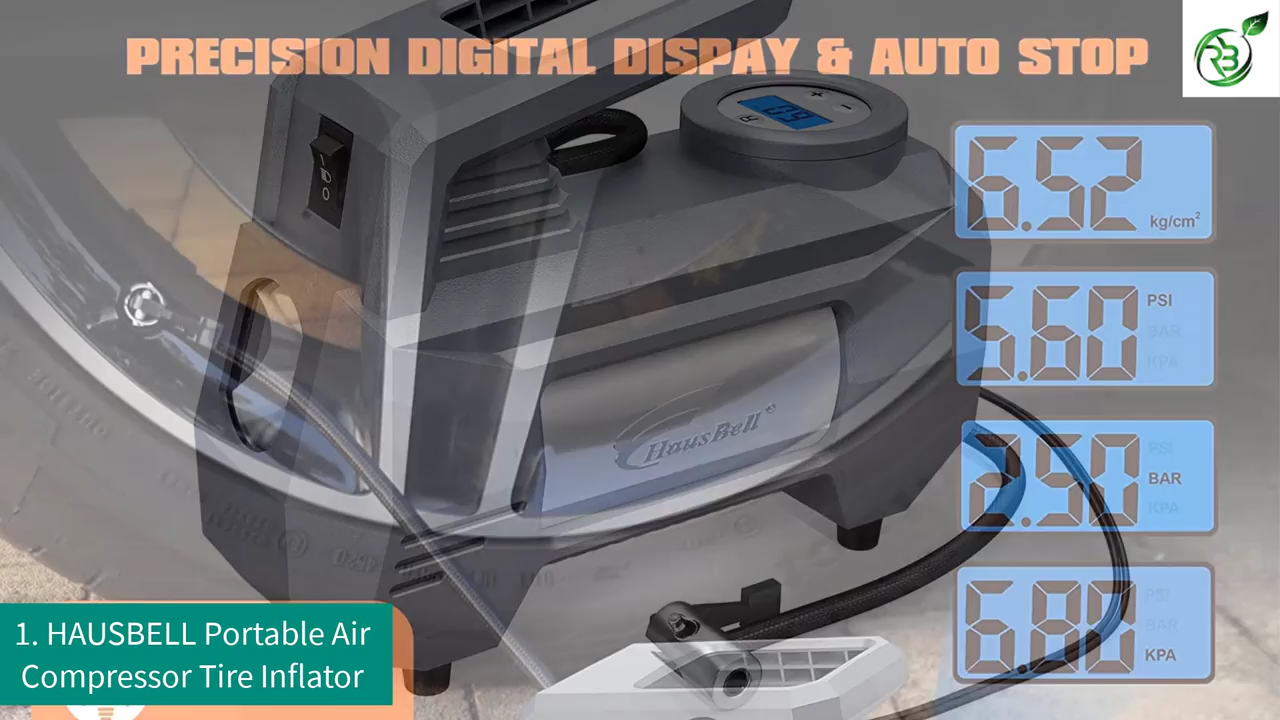 PRECISION DIGITAL DISPAY & AUTO STOP
RB
6.52
kg/cm²
5.60
PSI
BAR
KPA
HausBell®
2.50
PSI
BAR
KPA
6.80
PSI
BAR
KPA
1. HAUSBELL Portable Air
Compressor Tire Inflator